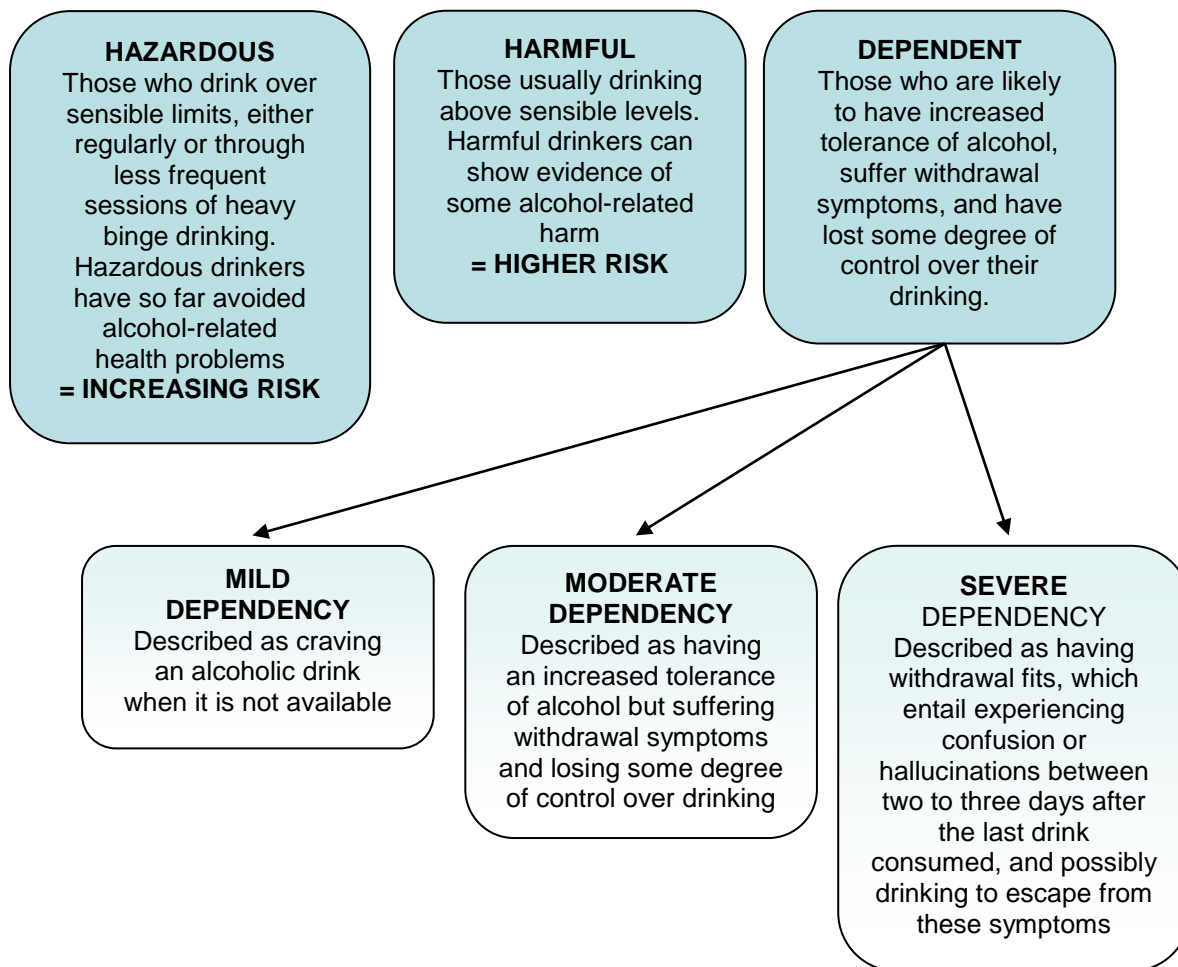 HAZARDOUS
Those who drink over
sensible limits, either
regularly or through
less frequent
sessions of heavy
binge drinking.
Hazardous drinkers
have so far avoided
alcohol-related
health problems
= INCREASING RISK
HARMFUL
Those usually drinking
above sensible levels.
Harmful drinkers can
show evidence of
some alcohol-related
harm
= HIGHER RISK
DEPENDENT
Those who are likely
to have increased
tolerance of alcohol,
suffer withdrawal
symptoms, and have
lost some degree of
control over their
drinking.
MILD
DEPENDENCY
Described as craving
an alcoholic drink
when it is not available
MODERATE
DEPENDENCY
Described as having
an increased tolerance
of alcohol but suffering
withdrawal symptoms
and losing some degree
of control over drinking
SEVERE
DEPENDENCY
Described as having
withdrawal fits, which
entail experiencing
confusion or
hallucinations between
two to three days after
the last drink
consumed, and possibly
drinking to escape from
these symptoms